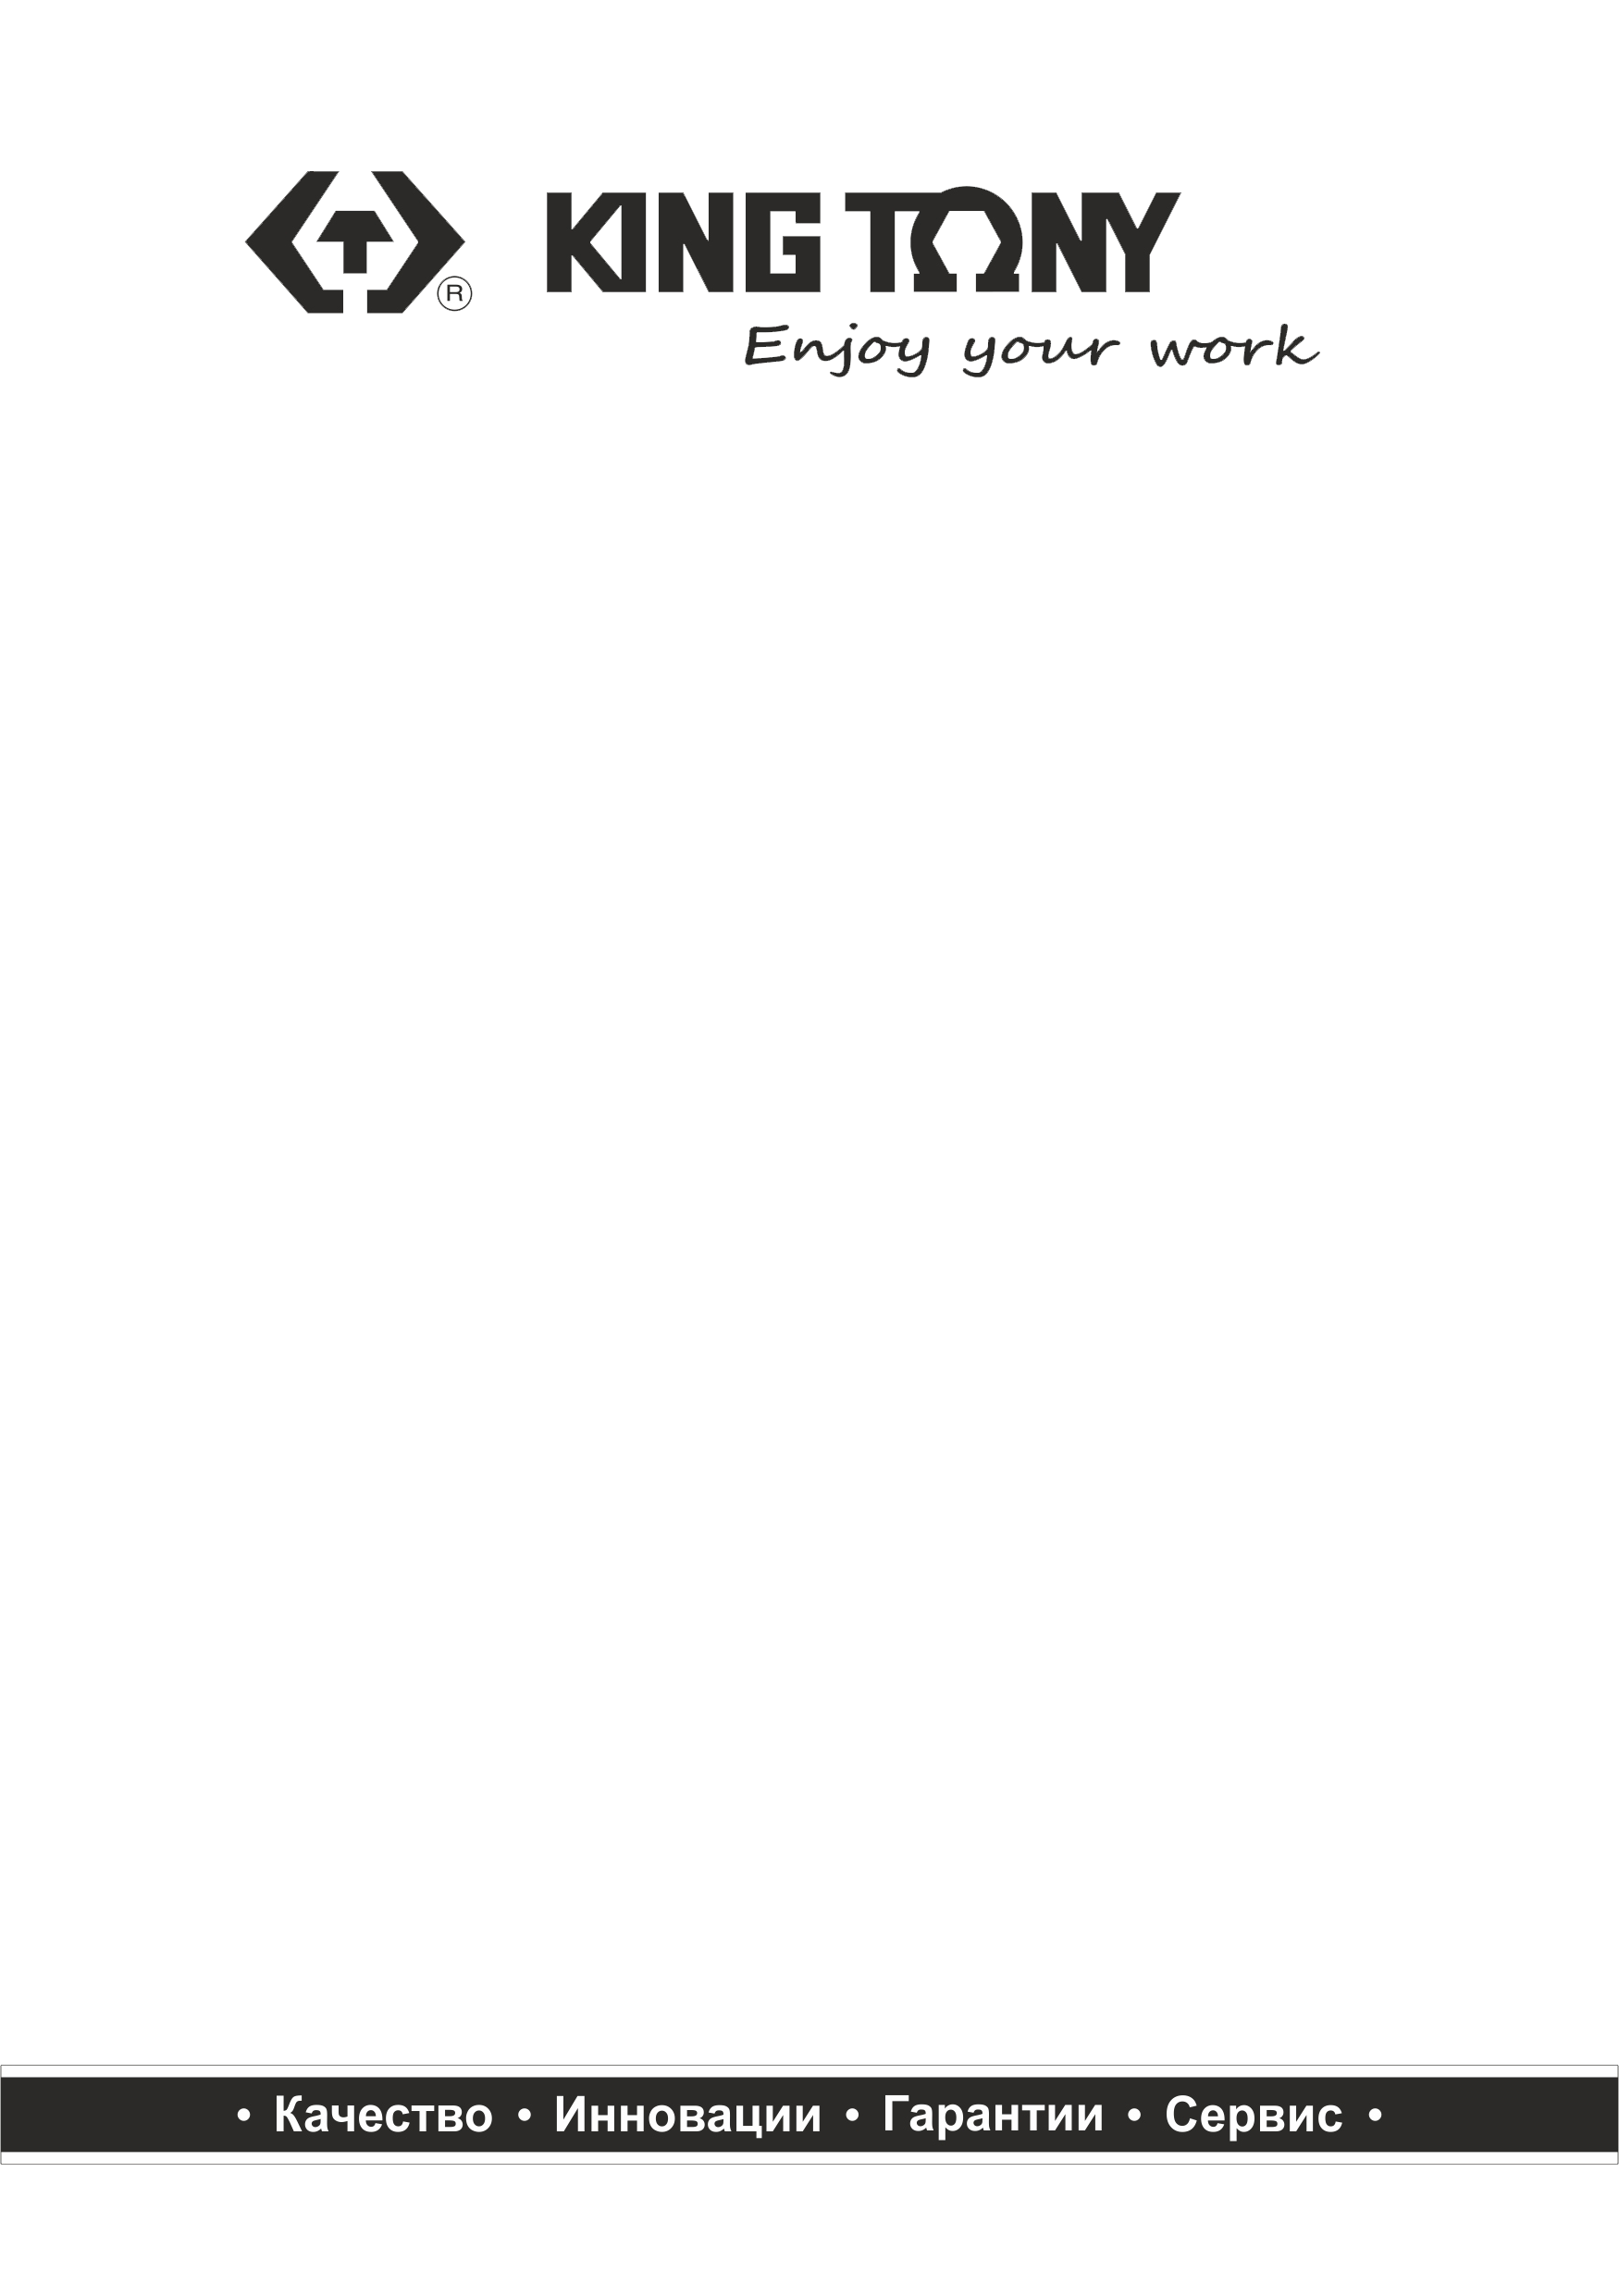 ®
KING TONY
Enjoy your work
• Качество • Инновации • Гарантии • Сервис •